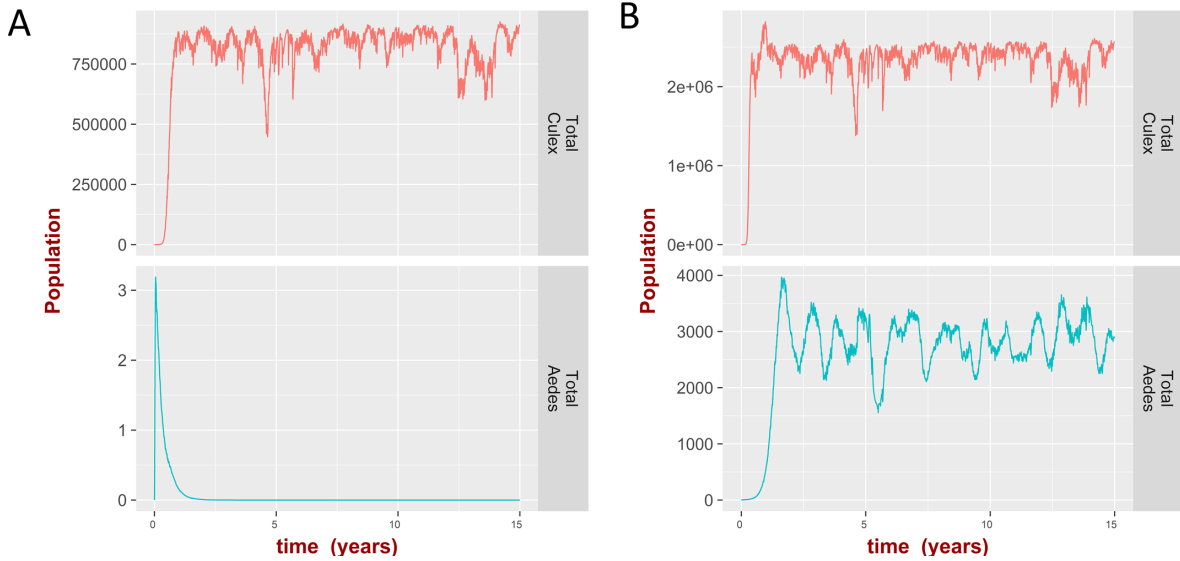 A
Population
750000
500000
250000
0
Total
Culex
3
2
1
0
Total
Aedes
0 5 10 15
time (years)
B
Population
2e+06
1e+06
0e+00
Total
Culex
4000
3000
2000
1000
0
Total
Aedes
0 5 10 15
time (years)